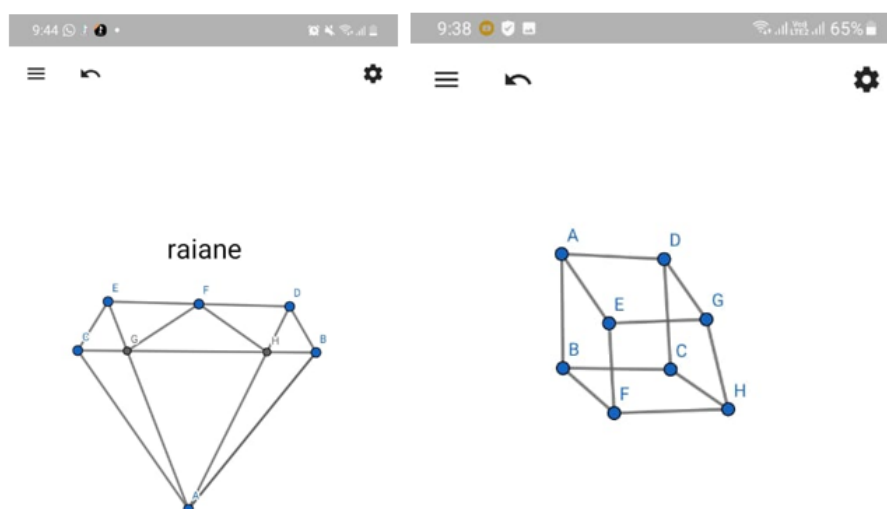 9:44
raiane
E F D
C G H B
A
9:38 65%
A D
E G
B C
F H